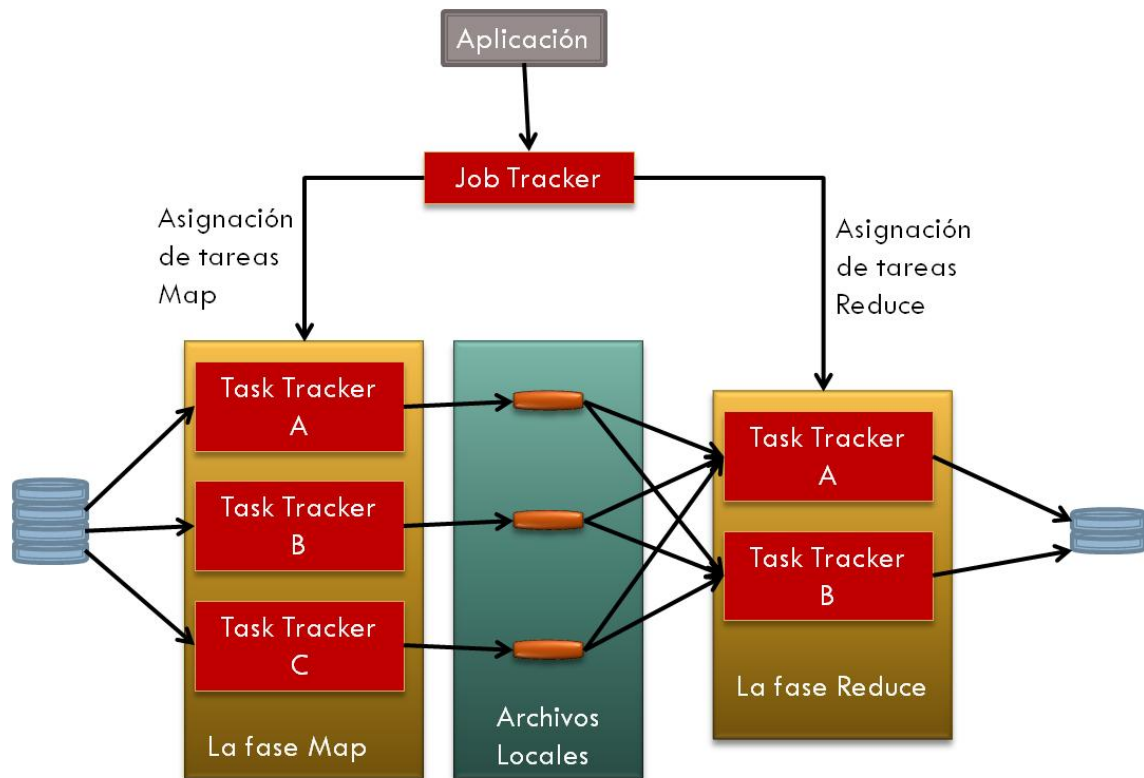 Aplicación
Job Tracker
Asignación
de tareas
Map
Asignación
de tareas
Reduce
Task Tracker
A
Task Tracker
B
Task Tracker
C
La fase Map
Archivos
Locales
Task Tracker
A
Task Tracker
B
La fase Reduce